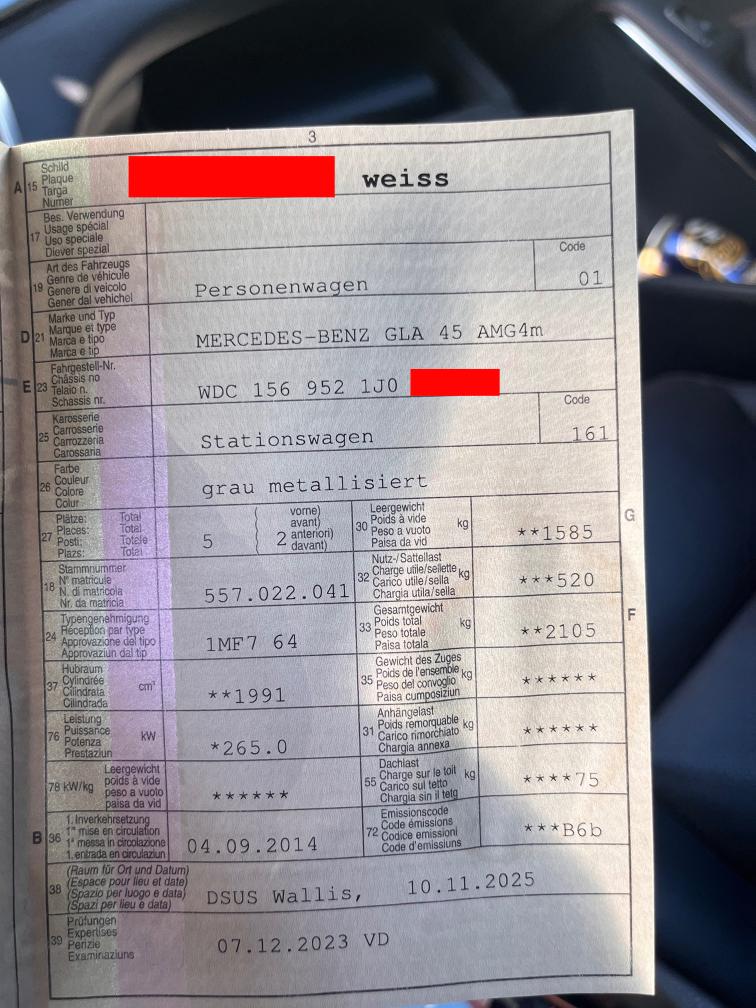 3
A 15 Schild
Plaque
Targa
Numer
weiss
17 Bes. Verwendung
Usage spécial
Uso speciale
Diever spezial
19 Art des Fahrzeugs
Genre de véhicule
Genere di veicolo
Gener dal vehichel
Personenwagen
Code
01
D 21 Marke und Typ
Marque et type
Marca e tipo
Marca e tip
MERCEDES-BENZ GLA 45 AMG4m
E 23 Fahrgestell-Nr.
Châssis no
Telaio n.
Schassis nr.
WDC 156 952 1J0
25 Karosserie
Carrosserie
Carrozzeria
Carossaria
Stationswagen
Code
161
26 Farbe
Couleur
Colore
Colur
grau metallisiert
27 Plätze: Total
Places: Total
Posti: Totale
Plazs: Total
5
2
vorne)
avant)
anteriori)
davant)
30 Leergewicht
Poids à vide
Peso a vuoto
Paisa da vid
kg
**1585
G
18 Stammnummer
N° matricule
N. di matricola
Nr. da matricla
557.022.041
32 Nutz-/Sattellast
Charge utile/sellette
Carico utile/sella
Chargia utila/sella
kg
***520
24 Typengenehmigung
Réception par type
Approvazione del tipo
Approvaziun dal tip
1MF7 64
33 Gesamtgewicht
Poids total
Peso totale
Paisa totala
kg
**2105
F
37 Hubraum
Cylindrée
Cilindrata
Cilindrada
cm³
**1991
35 Gewicht des Zuges
Poids de l'ensemble
Peso del convoglio
Paisa cumposiziun
kg
******
76 Leistung
Puissance
Potenza
Prestaziun
kW
*265.0
31 Anhängelast
Poids remorquable
Carico rimorchiato
Chargia annexa
kg
******
78 kW/kg Leergewicht
poids à vide
peso a vuoto
paisa da vid
******
55 Dachlast
Charge sur le toit
Carico sul tetto
Chargia sin il tetg
kg
****75
B 36 1. Inverkehrsetzung
1re mise en circulation
1a messa in circolazione
1. entrada en circulaziun
04.09.2014
72 Emissionscode
Code émissions
Codice emissioni
Code d'emissiuns
***B6b
38 (Raum für Ort und Datum)
(Espace pour lieu et date)
(Spazio per luogo e data)
(Spazi per lieu e data)
DSUS Wallis, 10.11.2025
39 Prüfungen
Expertises
Perizie
Examinaziuns
07.12.2023 VD